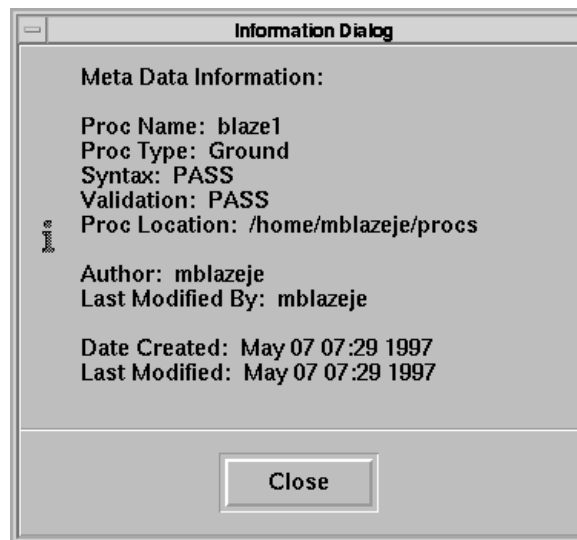 Information Dialog
Meta Data Information:
Proc Name: blaze1
Proc Type: Ground
Syntax: PASS
Validation: PASS
Proc Location: /home/mblazeje/procs
Author: mblazeje
Last Modified By: mblazeje
Date Created: May 07 07:29 1997
Last Modified: May 07 07:29 1997
Close